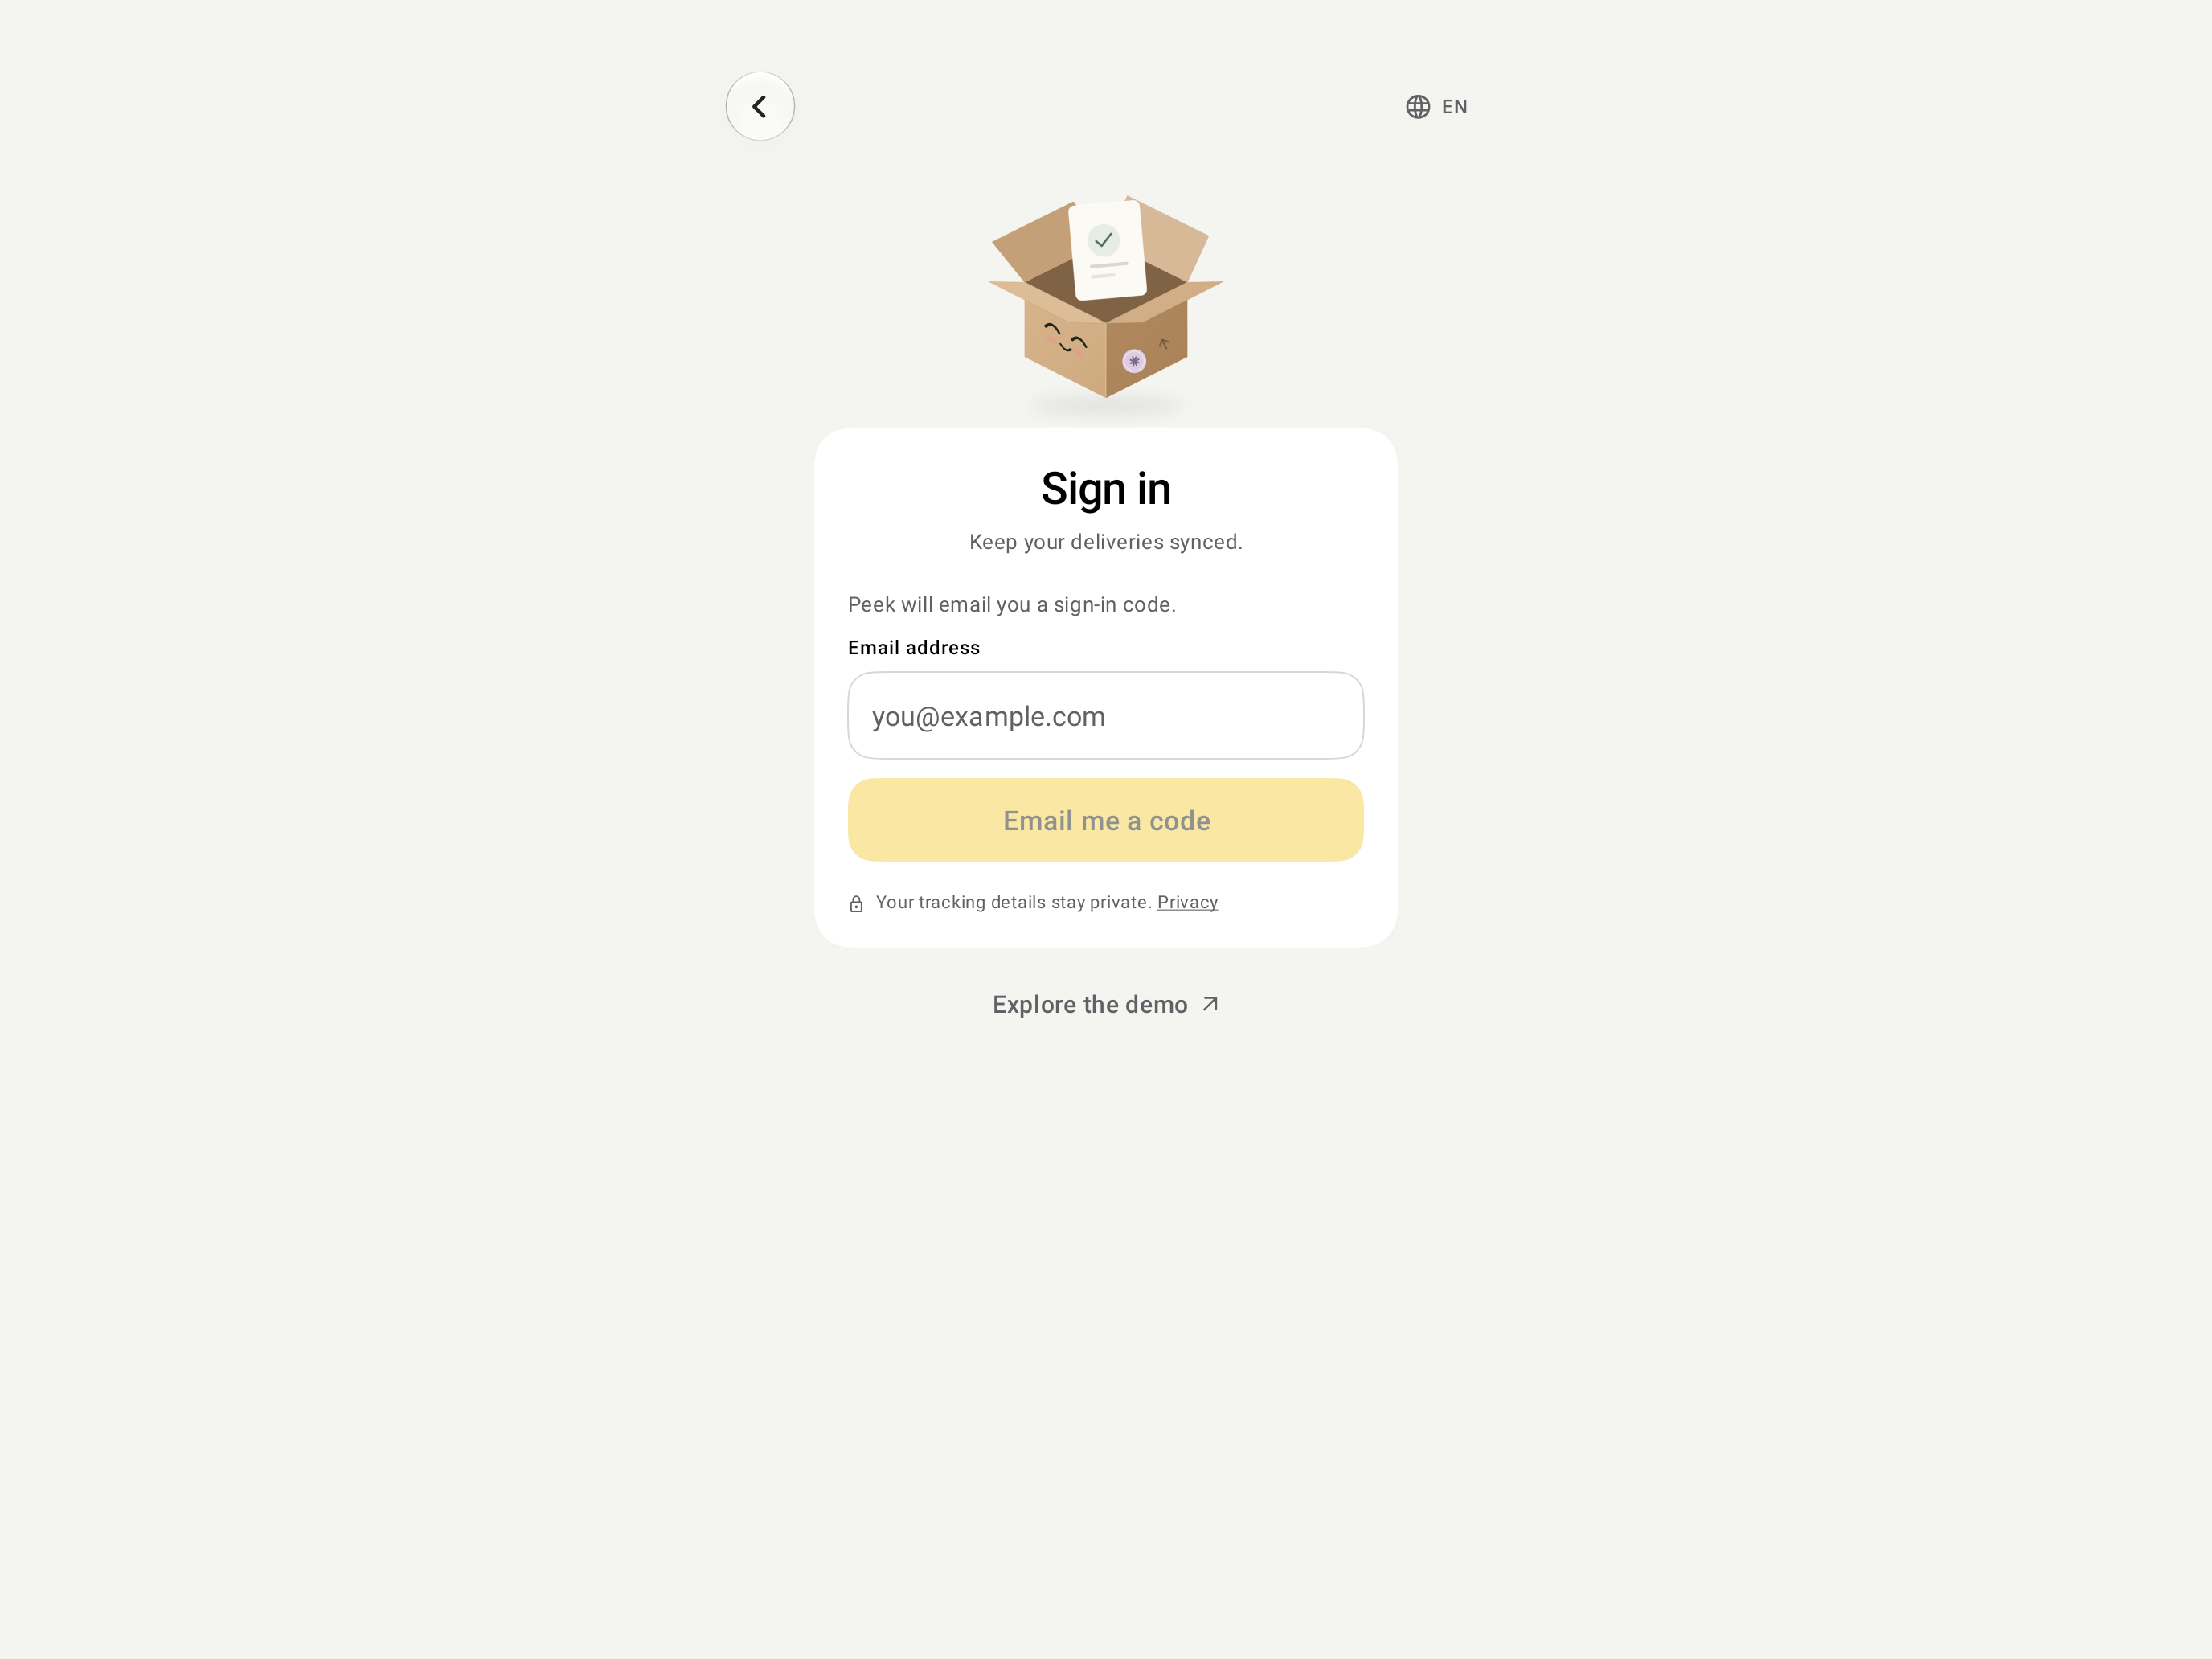 EN
Sign in
Keep your deliveries synced.
Peek will email you a sign-in code.
Email address
you@example.com
Email me a code
Your tracking details stay private. Privacy
Explore the demo